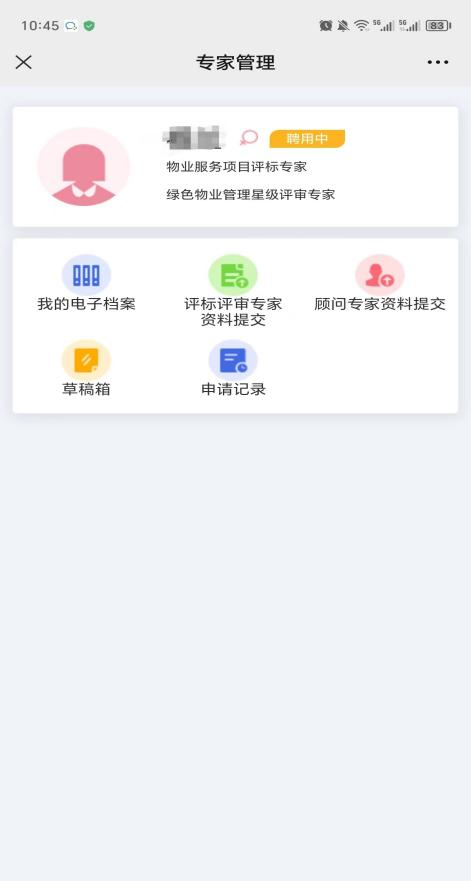 10:45
5G
5G
83
专家管理
聘用中
物业服务项目评标专家
绿色物业管理星级评审专家
我的电子档案
评标评审专家
资料提交
顾问专家资料提交
草稿箱
申请记录